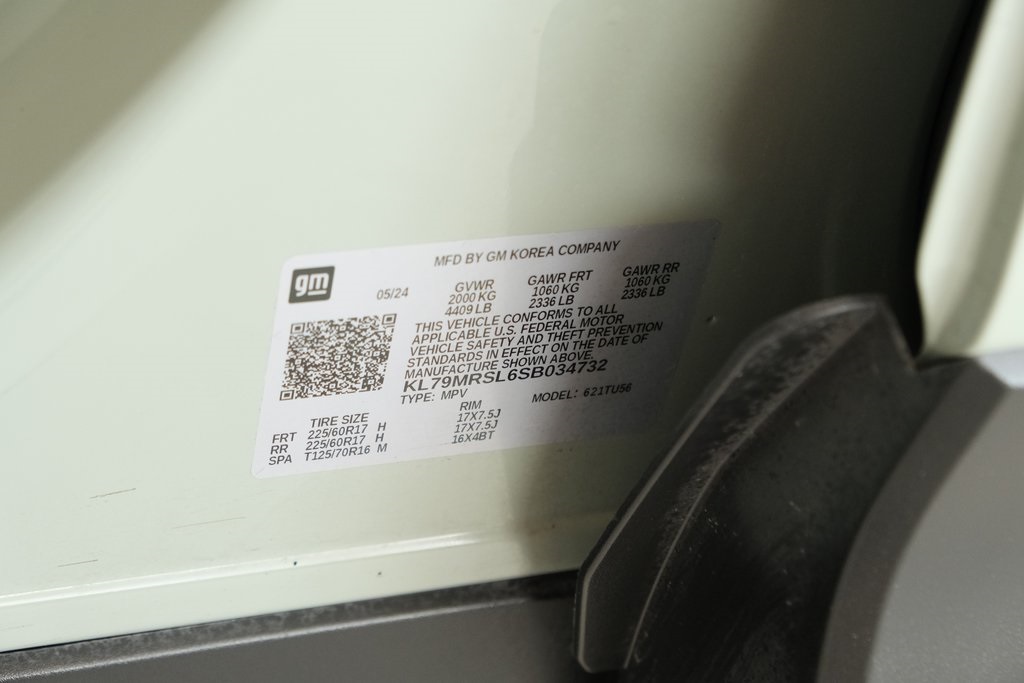 gm
MFD BY GM KOREA COMPANY
05/24
GVWR GAWR FRT GAWR RR
2000 KG 1060 KG 1060 KG
4409 LB 2336 LB 2336 LB
THIS VEHICLE CONFORMS TO ALL
APPLICABLE U.S. FEDERAL MOTOR
VEHICLE SAFETY AND THEFT PREVENTION
STANDARDS IN EFFECT ON THE DATE OF
MANUFACTURE SHOWN ABOVE.
KL79MRSL6SB034732
TYPE: MPV MODEL: 621TU56
TIRE SIZE RIM
FRT 225/60R17 H 17X7.5J
RR 225/60R17 H 17X7.5J
SPA T125/70R16 M 16X4BT